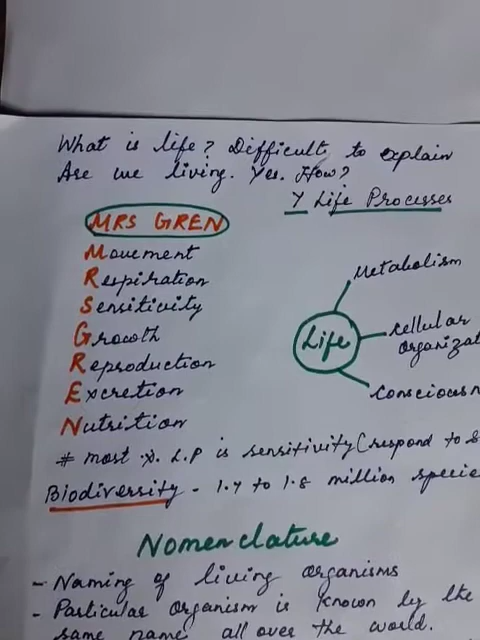 What is life? Difficult to explain
Are we living. Yes. How?
7 Life Processes
MRS GREN
Movement
Respiration
Sensitivity
Growth
Reproduction
Excretion
Nutrition
Metabolism
Life
Cellular
organizat
Consciousn
# most L.P is sensitivity (respond to s
Biodiversity - 1.7 to 1.8 million specie
Nomenclature
- Naming of living organisms
- Particular organism is known by the
same name all over the world.